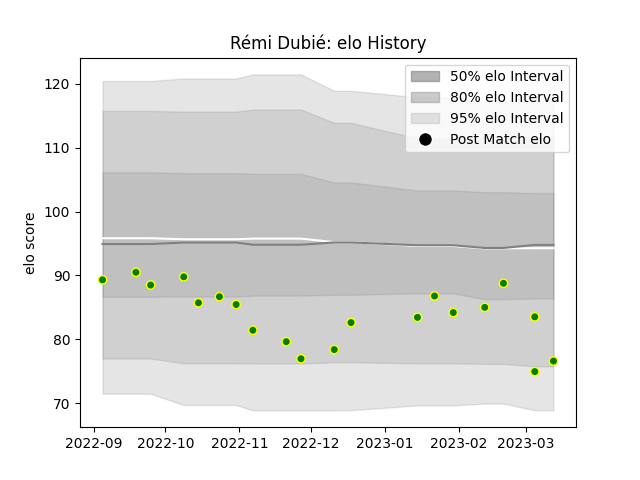 Rémi Dubié: elo History
50% elo Interval
80% elo Interval
95% elo Interval
Post Match elo
elo score
120
110
100
90
80
70
2022-09 2022-10 2022-11 2022-12 2023-01 2023-02 2023-03